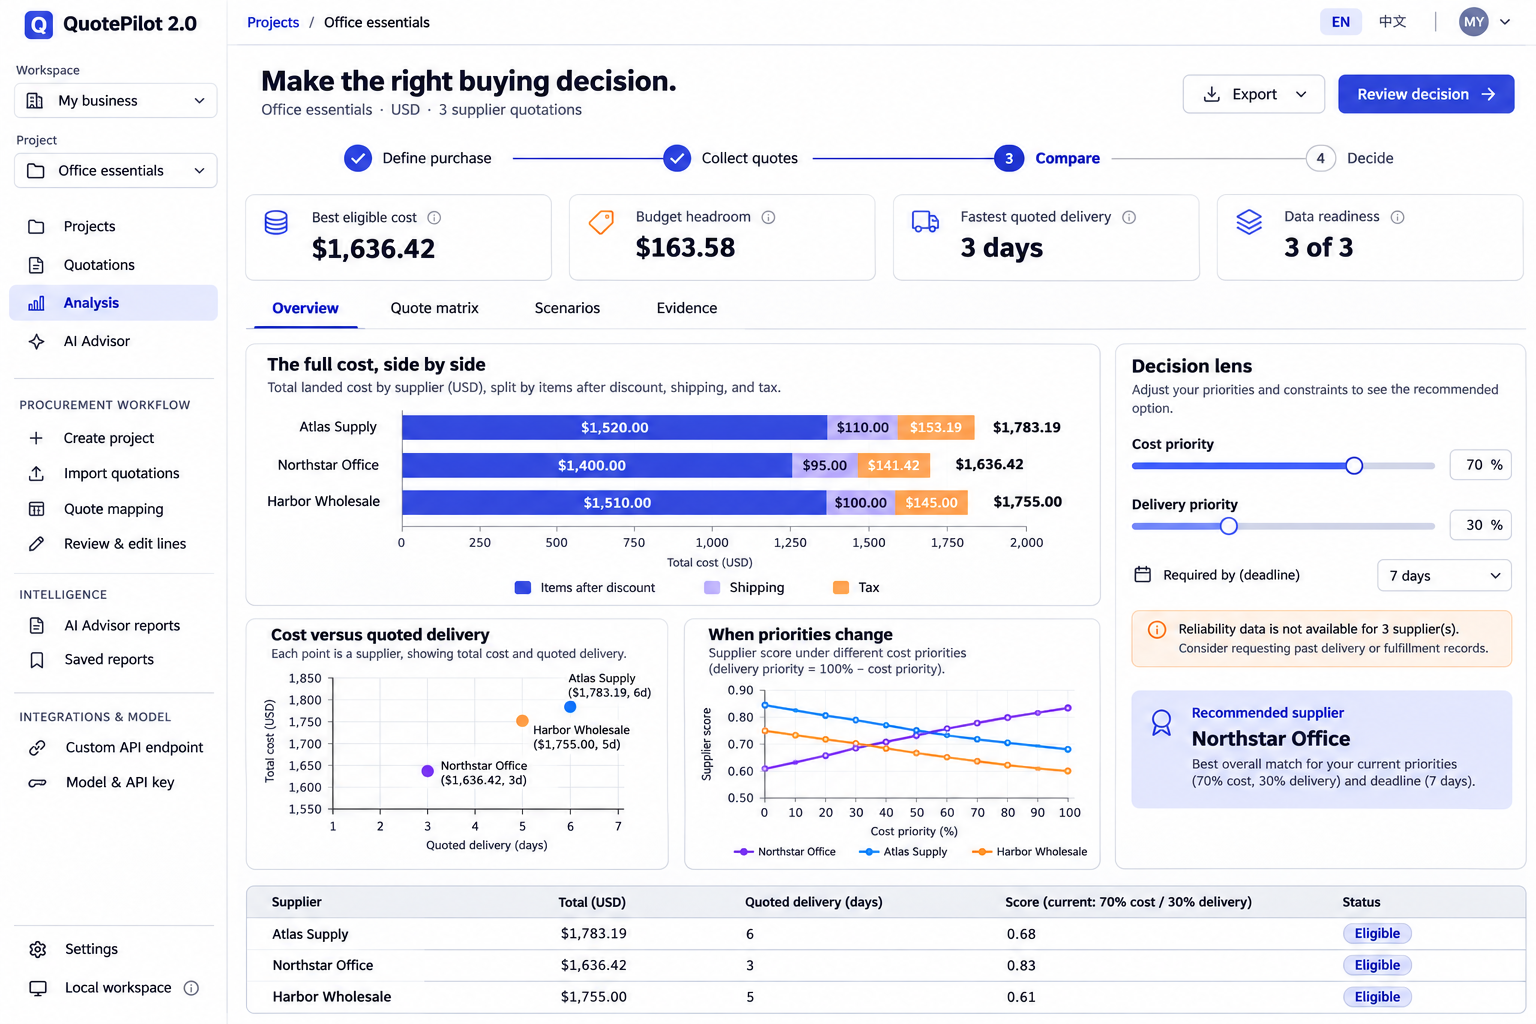 QuotePilot 2.0
Workspace
My business
Project
Office essentials
Projects
Quotations
Analysis
AI Advisor
PROCUREMENT WORKFLOW
Create project
Import quotations
Quote mapping
Review & edit lines
INTELLIGENCE
AI Advisor reports
Saved reports
INTEGRATIONS & MODEL
Custom API endpoint
Model & API key
Settings
Local workspace
Projects / Office essentials
EN 中文 MY
Make the right buying decision.
Office essentials · USD · 3 supplier quotations
Export
Review decision
Define purchase
Collect quotes
3 Compare
4 Decide
Best eligible cost
$1,636.42
Budget headroom
$163.58
Fastest quoted delivery
3 days
Data readiness
3 of 3
Overview Quote matrix Scenarios Evidence
The full cost, side by side
Total landed cost by supplier (USD), split by items after discount, shipping, and tax.
Atlas Supply $1,520.00 $110.00 $153.19 $1,783.19
Northstar Office $1,400.00 $95.00 $141.42 $1,636.42
Harbor Wholesale $1,510.00 $100.00 $145.00 $1,755.00
0 250 500 750 1,000 1,250 1,500 1,750 2,000
Total cost (USD)
Items after discount Shipping Tax
Cost versus quoted delivery
Each point is a supplier, showing total cost and quoted delivery.
Total cost (USD)
1,850
1,800
1,750
1,700
1,650
1,600
1,550
Atlas Supply
($1,783.19, 6d)
Harbor Wholesale
($1,755.00, 5d)
Northstar Office
($1,636.42, 3d)
1 2 3 4 5 6 7
Quoted delivery (days)
When priorities change
Supplier score under different cost priorities
(delivery priority = 100% − cost priority).
Supplier score
0.90
0.80
0.70
0.60
0.50
0 10 20 30 40 50 60 70 80 90 100
Cost priority (%)
Northstar Office Atlas Supply Harbor Wholesale
Decision lens
Adjust your priorities and constraints to see the recommended
option.
Cost priority
70 %
Delivery priority
30 %
Required by (deadline) 7 days
Reliability data is not available for 3 supplier(s).
Consider requesting past delivery or fulfillment records.
Recommended supplier
Northstar Office
Best overall match for your current priorities
(70% cost, 30% delivery) and deadline (7 days).
Supplier Total (USD) Quoted delivery (days) Score (current: 70% cost / 30% delivery) Status
Atlas Supply $1,783.19 6 0.68 Eligible
Northstar Office $1,636.42 3 0.83 Eligible
Harbor Wholesale $1,755.00 5 0.61 Eligible